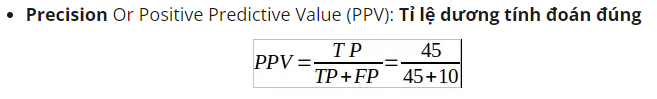 • Precision Or Positive Predictive Value (PPV): Tỉ lệ dương tính đoán đúng
PPV = TP / (TP + FP) = 45 / (45 + 10)